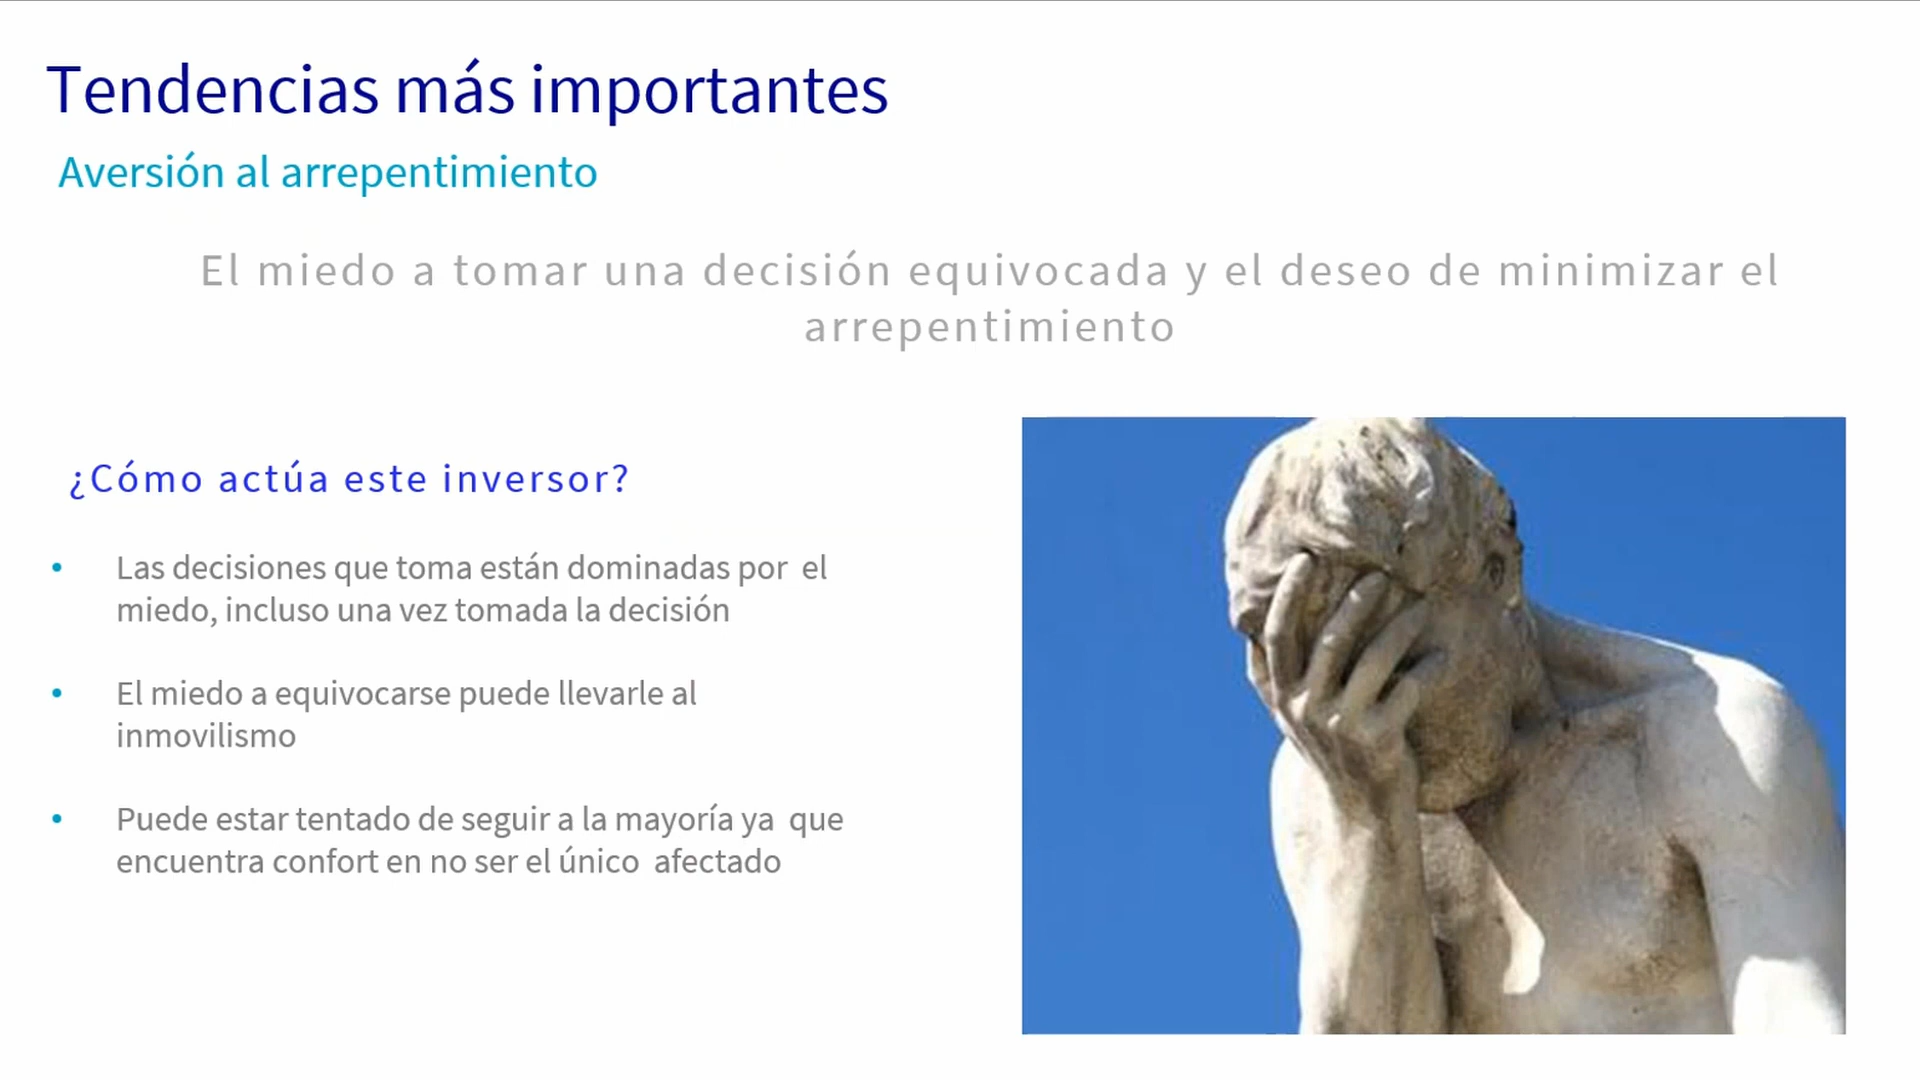 Tendencias más importantes
Aversión al arrepentimiento
El miedo a tomar una decisión equivocada y el deseo de minimizar el
arrepentimiento
¿Cómo actúa este inversor?
• Las decisiones que toma están dominadas por el
miedo, incluso una vez tomada la decisión
• El miedo a equivocarse puede llevarle al
inmovilismo
• Puede estar tentado de seguir a la mayoría ya que
encuentra confort en no ser el único afectado